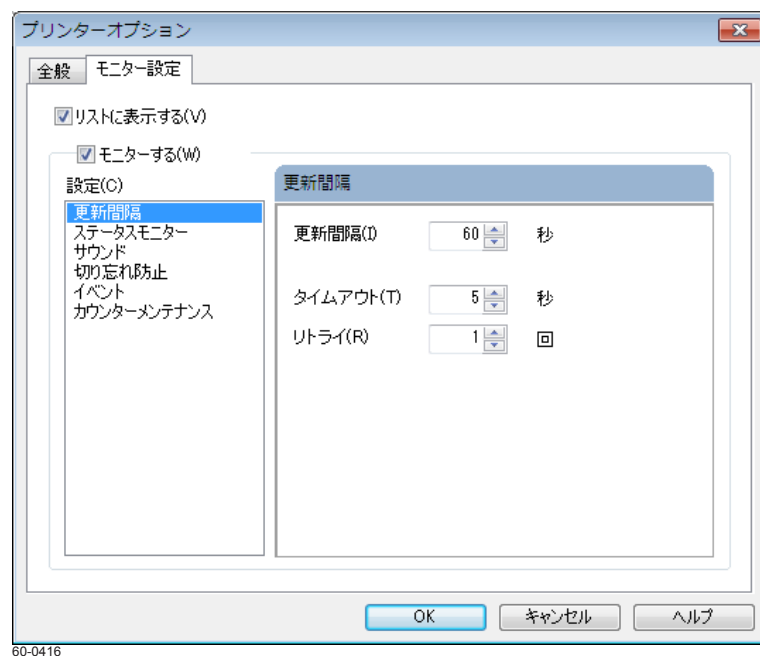 プリンターオプション
全般 モニター設定
リストに表示する(V)
モニターする(W)
設定(C)
更新間隔
ステータスモニター
サウンド
切り忘れ防止
イベント
カウンターメンテナンス
更新間隔
更新間隔(I) 60 秒
タイムアウト(T) 5 秒
リトライ(R) 1 回
OK キャンセル ヘルプ
60-0416